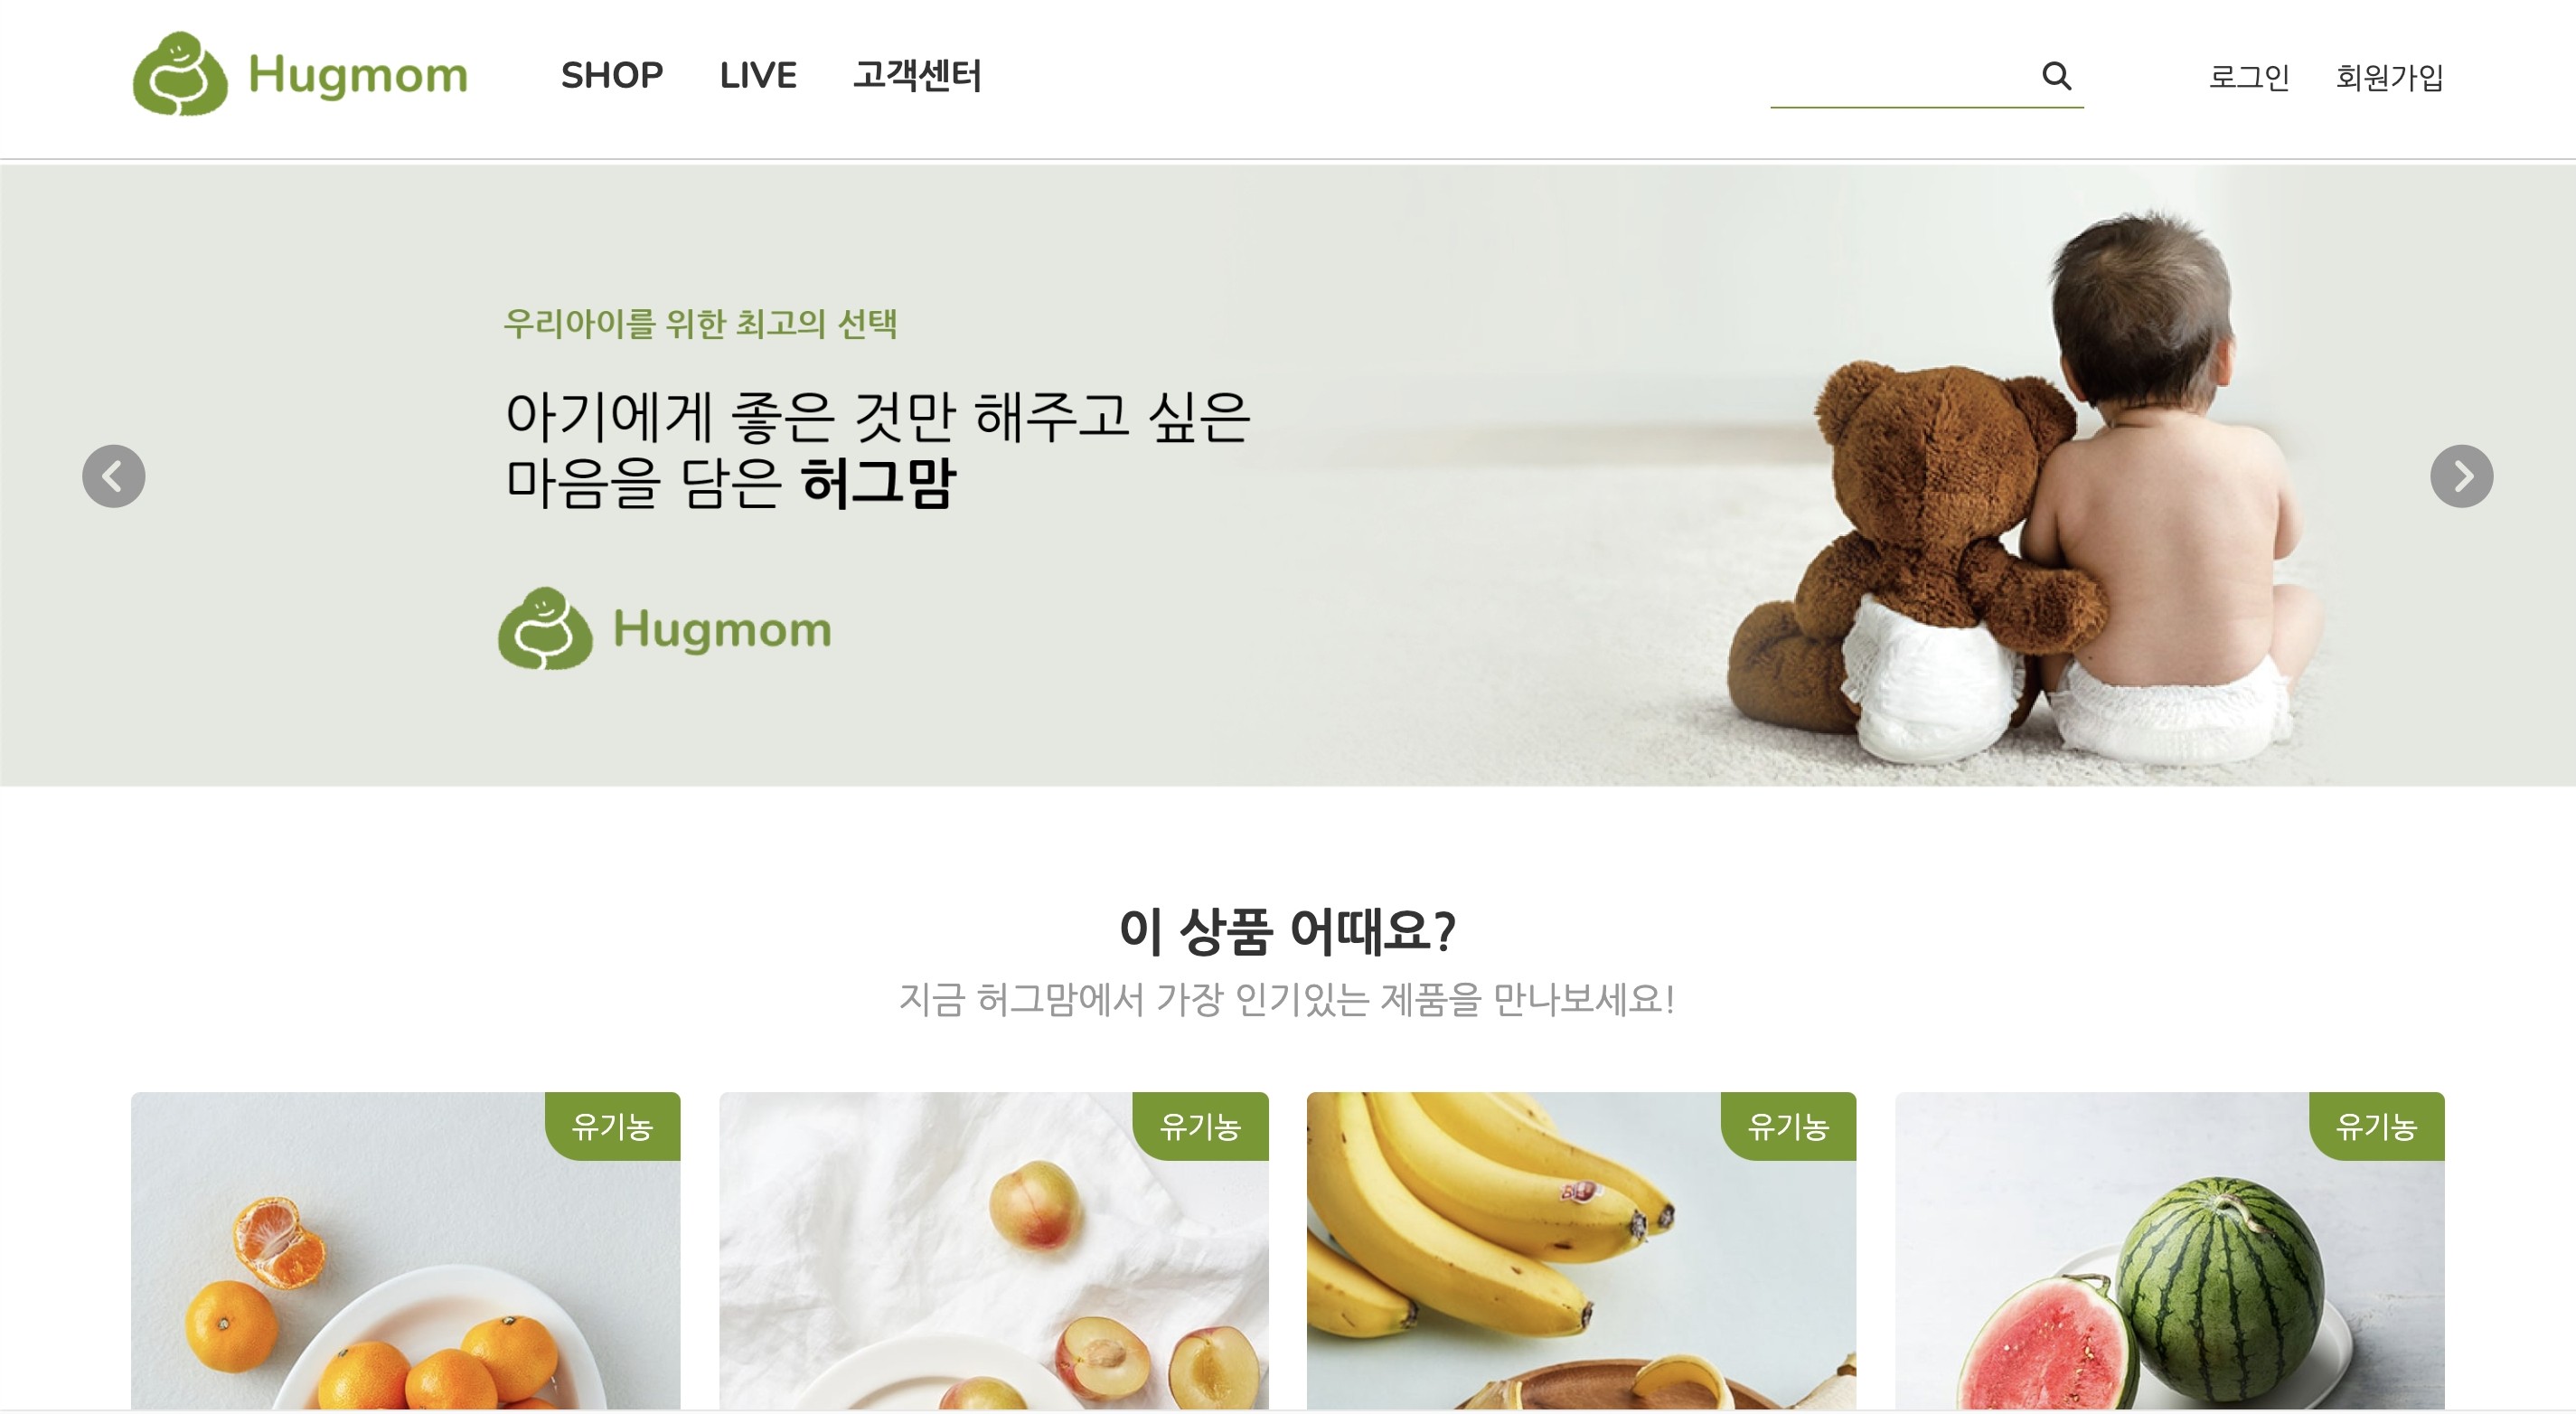 Hugmom SHOP LIVE 고객센터 로그인 회원가입
우리아이를 위한 최고의 선택
아기에게 좋은 것만 해주고 싶은
마음을 담은 허그맘
Hugmom
이 상품 어때요?
지금 허그맘에서 가장 인기있는 제품을 만나보세요!
유기농 유기농 유기농 유기농